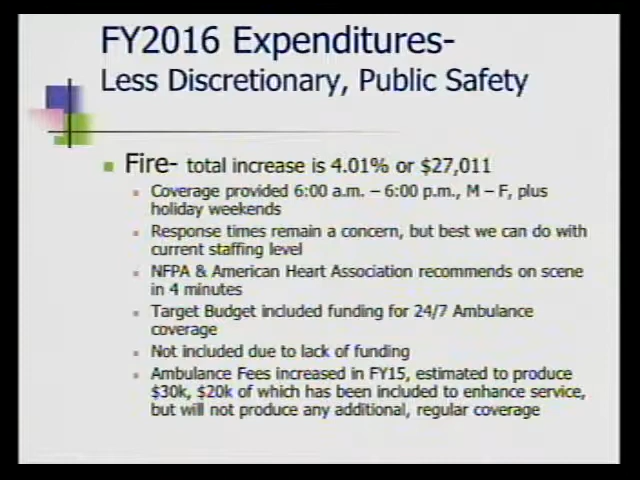 FY2016 Expenditures-
Less Discretionary, Public Safety
Fire- total increase is 4.01% or $27,011
Coverage provided 6:00 a.m. – 6:00 p.m., M – F, plus
holiday weekends
Response times remain a concern, but best we can do with
current staffing level
NFPA & American Heart Association recommends on scene
in 4 minutes
Target Budget included funding for 24/7 Ambulance
coverage
Not included due to lack of funding
Ambulance Fees increased in FY15, estimated to produce
$30k, $20k of which has been included to enhance service,
but will not produce any additional, regular coverage